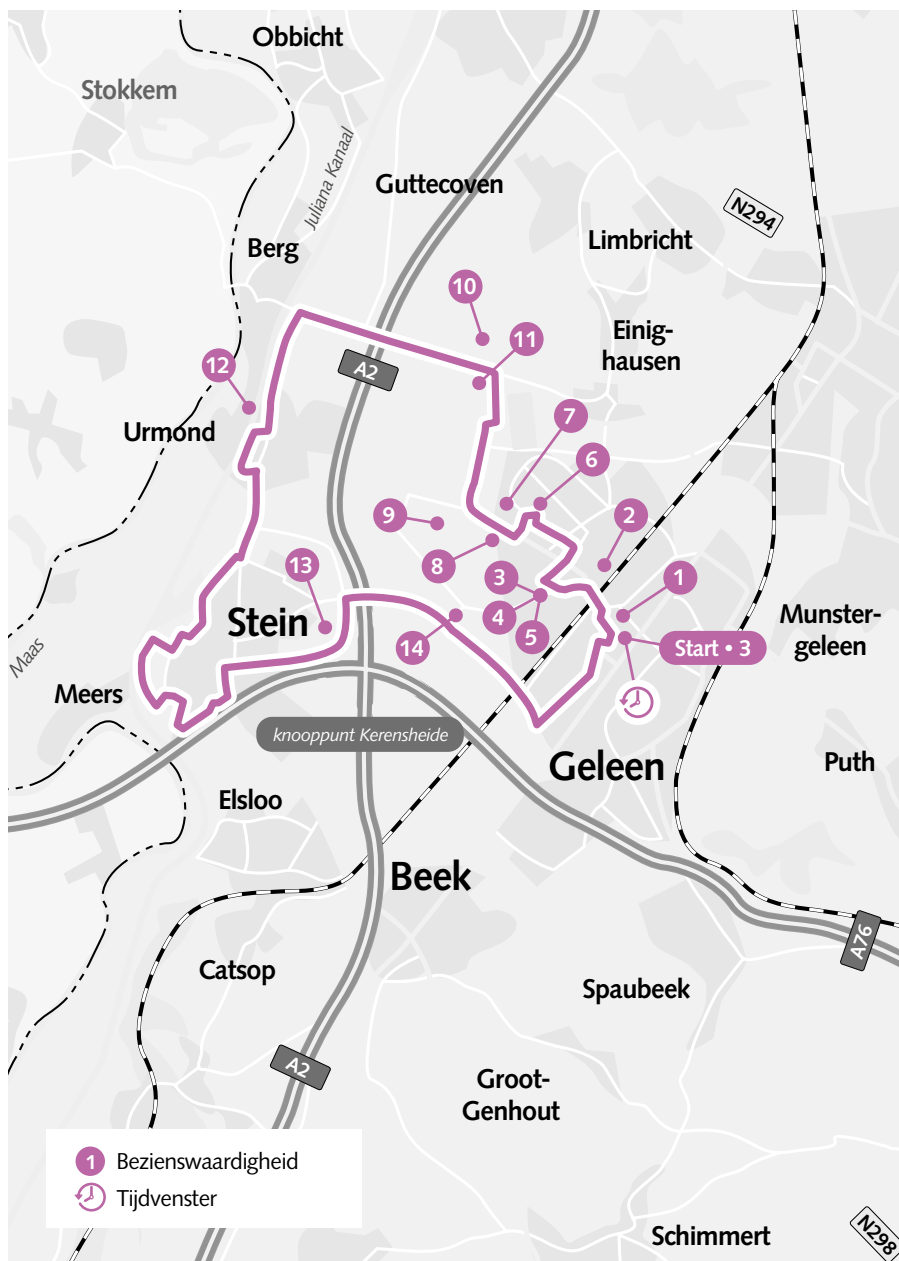 Obbicht
Stokkem
Juliana Kanaal
Guttecoven
N294
Limbricht
Berg
10
Einig-
hausen
11
A2
12
7
Urmond
6
9
2
8
13
3
1
Stein
4
5
14
Munster-
geleen
Start • 3
Maas
Meers
knooppunt Kerensheide
Geleen
Puth
Elsloo
Beek
A76
Catsop
Spaubeek
A2
Groot-
Genhout
1 Bezienswaardigheid
Tijdvenster
Schimmert
N298